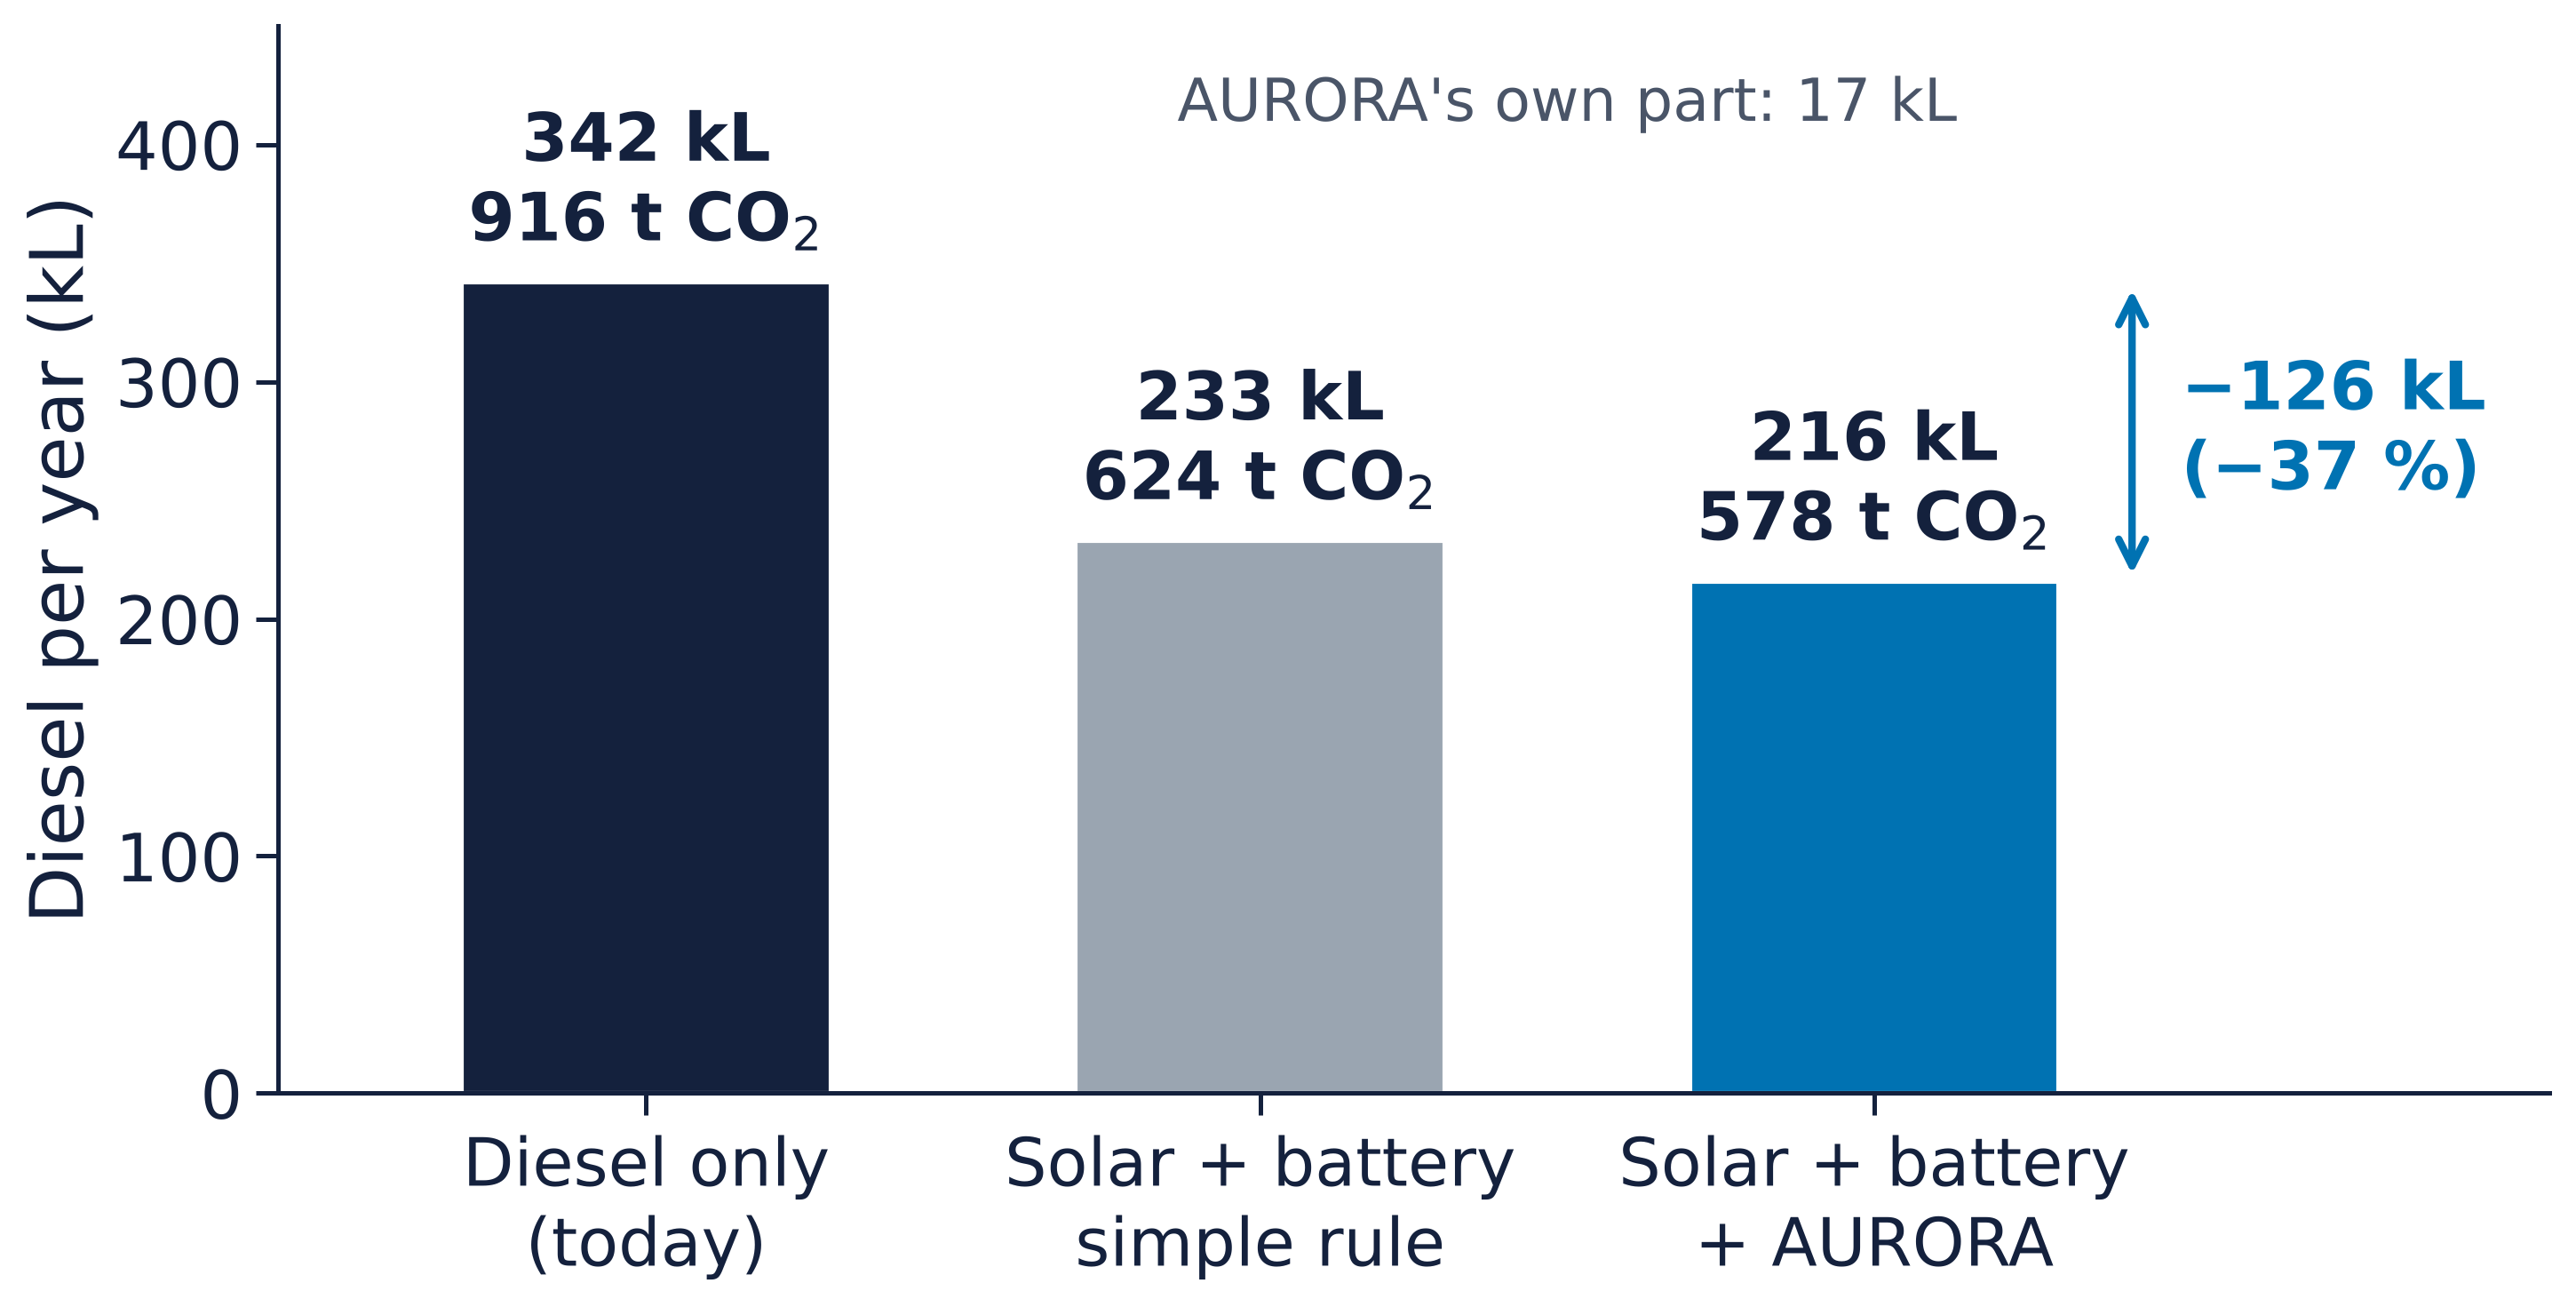 AURORA's own part: 17 kL
342 kL
916 t CO₂
233 kL
624 t CO₂
216 kL
578 t CO₂
−126 kL
(−37 %)
Diesel per year (kL)
400
300
200
100
0
Diesel only
(today)
Solar + battery
simple rule
Solar + battery
+ AURORA